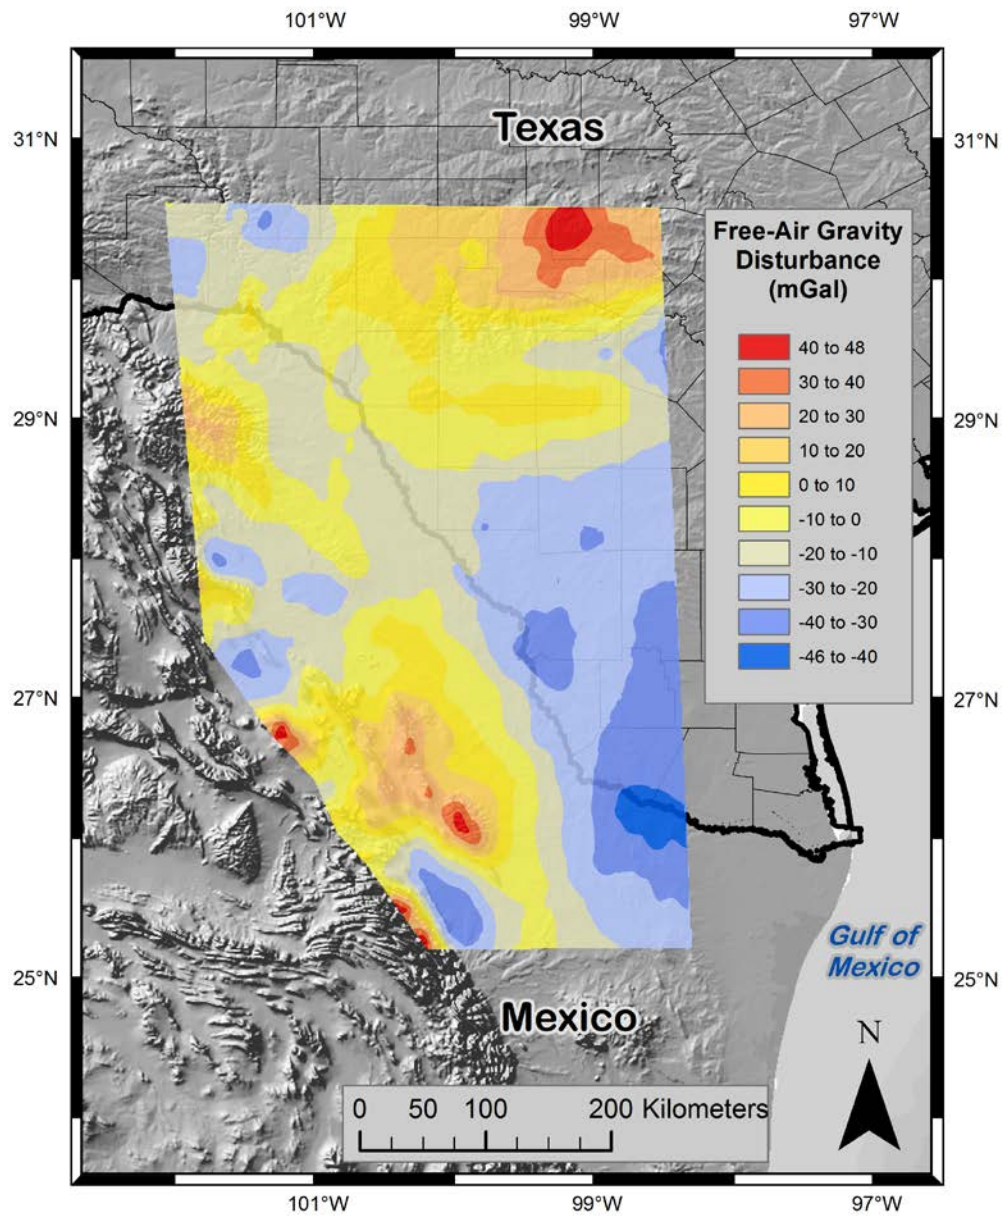 101°W 99°W 97°W
Texas
31°N 31°N
Free-Air Gravity
Disturbance
(mGal)
40 to 48
30 to 40
20 to 30
10 to 20
0 to 10
-10 to 0
-20 to -10
-30 to -20
-40 to -30
-46 to -40
29°N 29°N
27°N 27°N
Gulf of
Mexico
25°N 25°N
Mexico
N
0 50 100 200 Kilometers
101°W 99°W 97°W